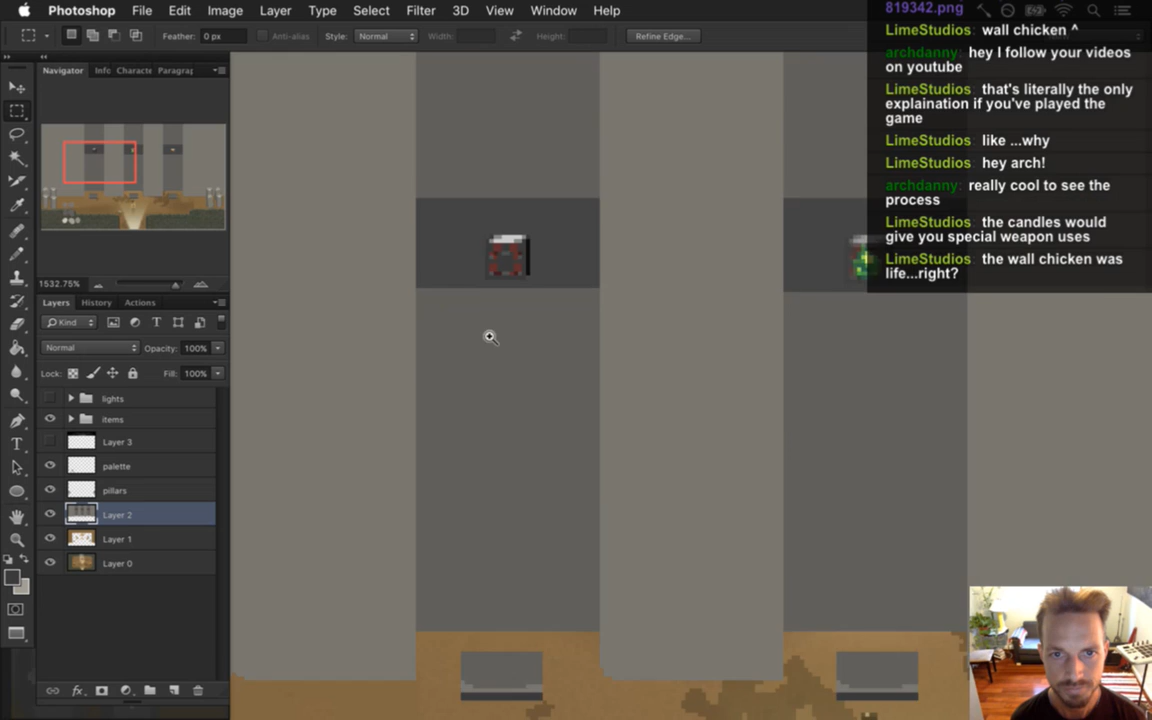 Photoshop File Edit Image Layer Type Select Filter 3D View Window Help
819342.png
Feather: 0 px Anti-alias Style: Normal Width: Height: Refine Edge...
LimeStudios: wall chicken ^
archdanny: hey I follow your videos
on youtube
LimeStudios: that's literally the only
explaination if you've played the
game
LimeStudios: like ...why
LimeStudios: hey arch!
archdanny: really cool to see the
process
LimeStudios: the candles would
give you special weapon uses
LimeStudios: the wall chicken was
life...right?
Navigator Info Characte Paragraj
1532.75%
Layers History Actions
Kind
Normal Opacity: 100%
Lock: Fill: 100%
lights
items
Layer 3
palette
pillars
Layer 2
Layer 1
Layer 0
fx